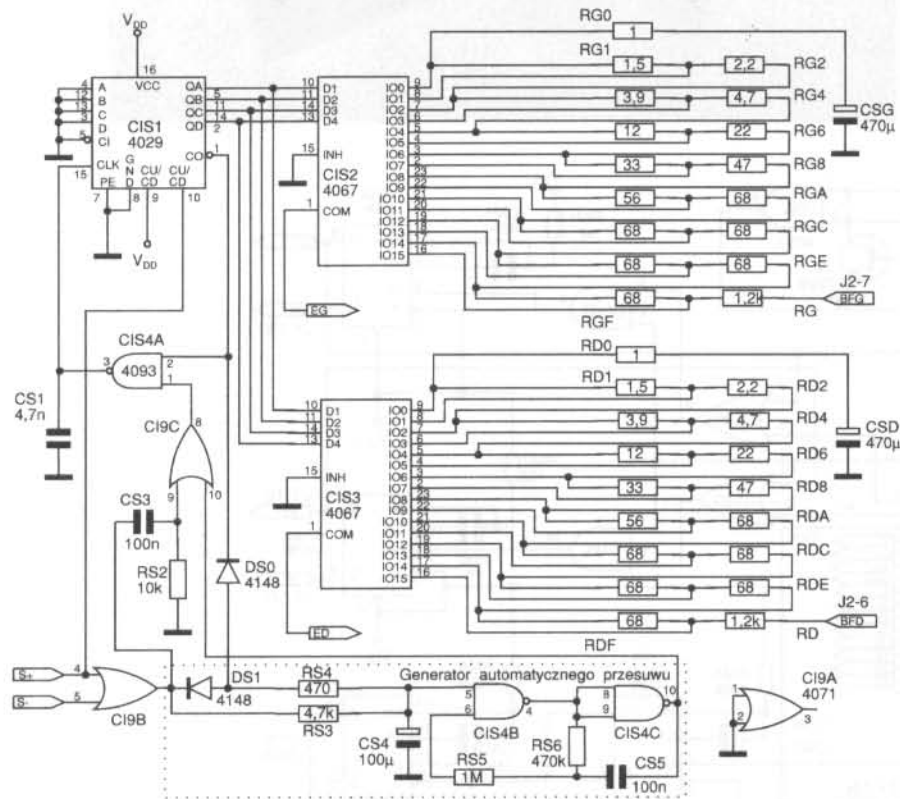 V_DD
16
VCC
4 A QA 6
12 B QB 11
13 C QC 14
3 D QD 2
5 CI
CIS1
4029
CO 1
15 CLK
PE
GND
CU/CD
CU/CD
7 8 9 10
V_DD
10 D1
11 D2
14 D3
13 D4
15 INH
CIS2
4067
1 COM
EG
IO0 9
IO1 8
IO2 7
IO3 6
IO4 5
IO5 4
IO6 3
IO7 2
IO8 23
IO9 22
IO10 21
IO11 20
IO12 19
IO13 18
IO14 17
IO15 16
RG0
1
RG1
1,5 2,2 RG2
3,9 4,7 RG4
12 22 RG6
33 47 RG8
56 68 RGA
68 68 RGC
68 68 RGE
68 1,2k
RGF
RG
J2-7
BFG
CSG
470µ
CIS4A
3 4093 2
1
CS1
4,7n
CI9C
8
9 10
CS3
100n
RS2
10k
DS0
4148
10 D1
11 D2
14 D3
13 D4
15 INH
CIS3
4067
1 COM
ED
IO0 9
IO1 8
IO2 7
IO3 6
IO4 5
IO5 4
IO6 3
IO7 2
IO8 23
IO9 22
IO10 21
IO11 20
IO12 19
IO13 18
IO14 17
IO15 16
RD0
1
RD1
1,5 2,2 RD2
3,9 4,7 RD4
12 22 RD6
33 47 RD8
56 68 RDA
68 68 RDC
68 68 RDE
68 1,2k
RDF
RD
J2-6
BFD
CSD
470µ
S+ 4
S- 5
CI9B
DS1
4148
RS4
470
4,7k
RS3
CS4
100µ
Generator automatycznego przesuwu
5
6
4
CIS4B
8
9
10
CIS4C
RS6
470k
RS5
1M
CS5
100n
CI9A
4071
1
2
3